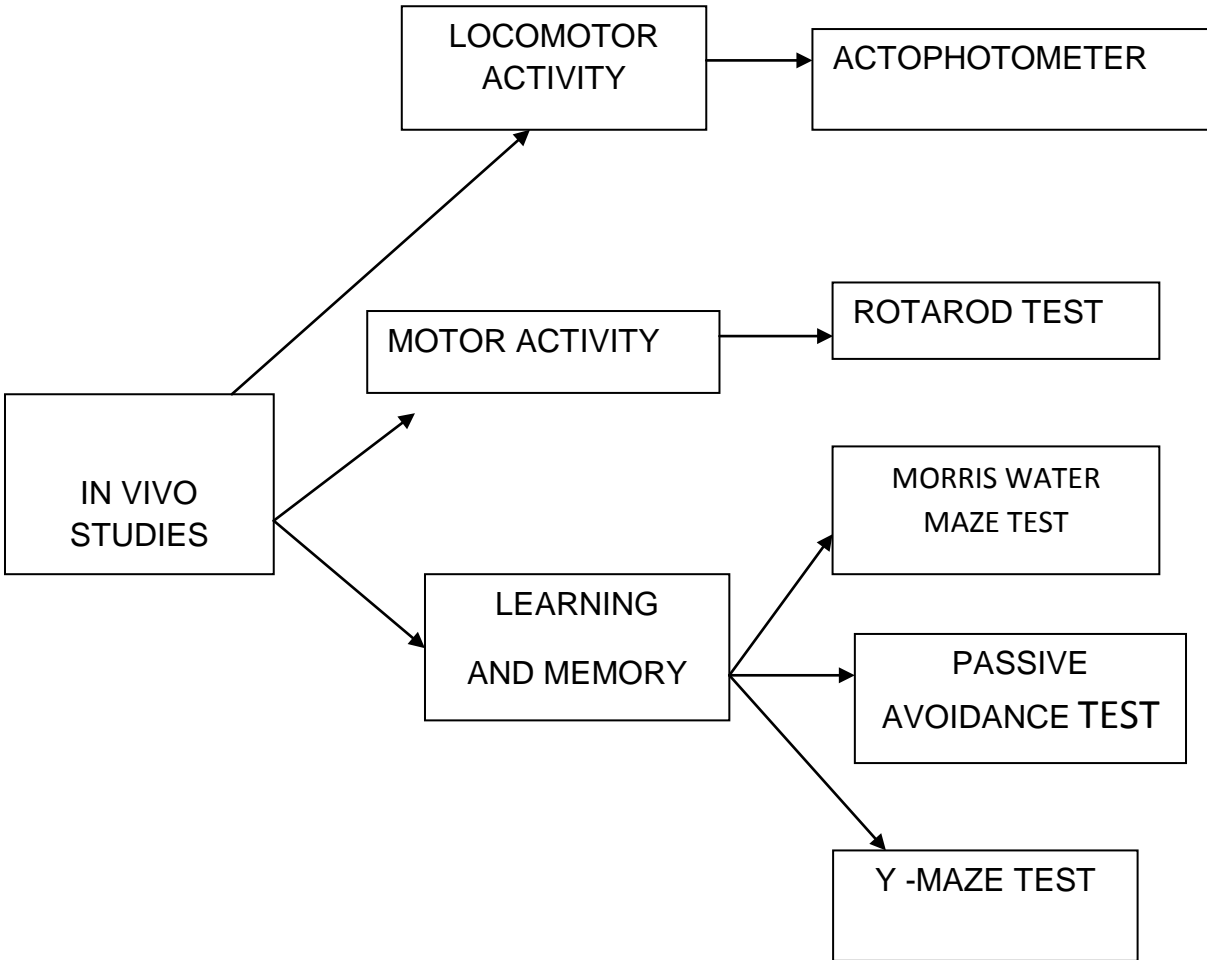 LOCOMOTOR
ACTIVITY
ACTOPHOTOMETER
MOTOR ACTIVITY
ROTAROD TEST
IN VIVO
STUDIES
MORRIS WATER
MAZE TEST
LEARNING
AND MEMORY
PASSIVE
AVOIDANCE TEST
Y -MAZE TEST